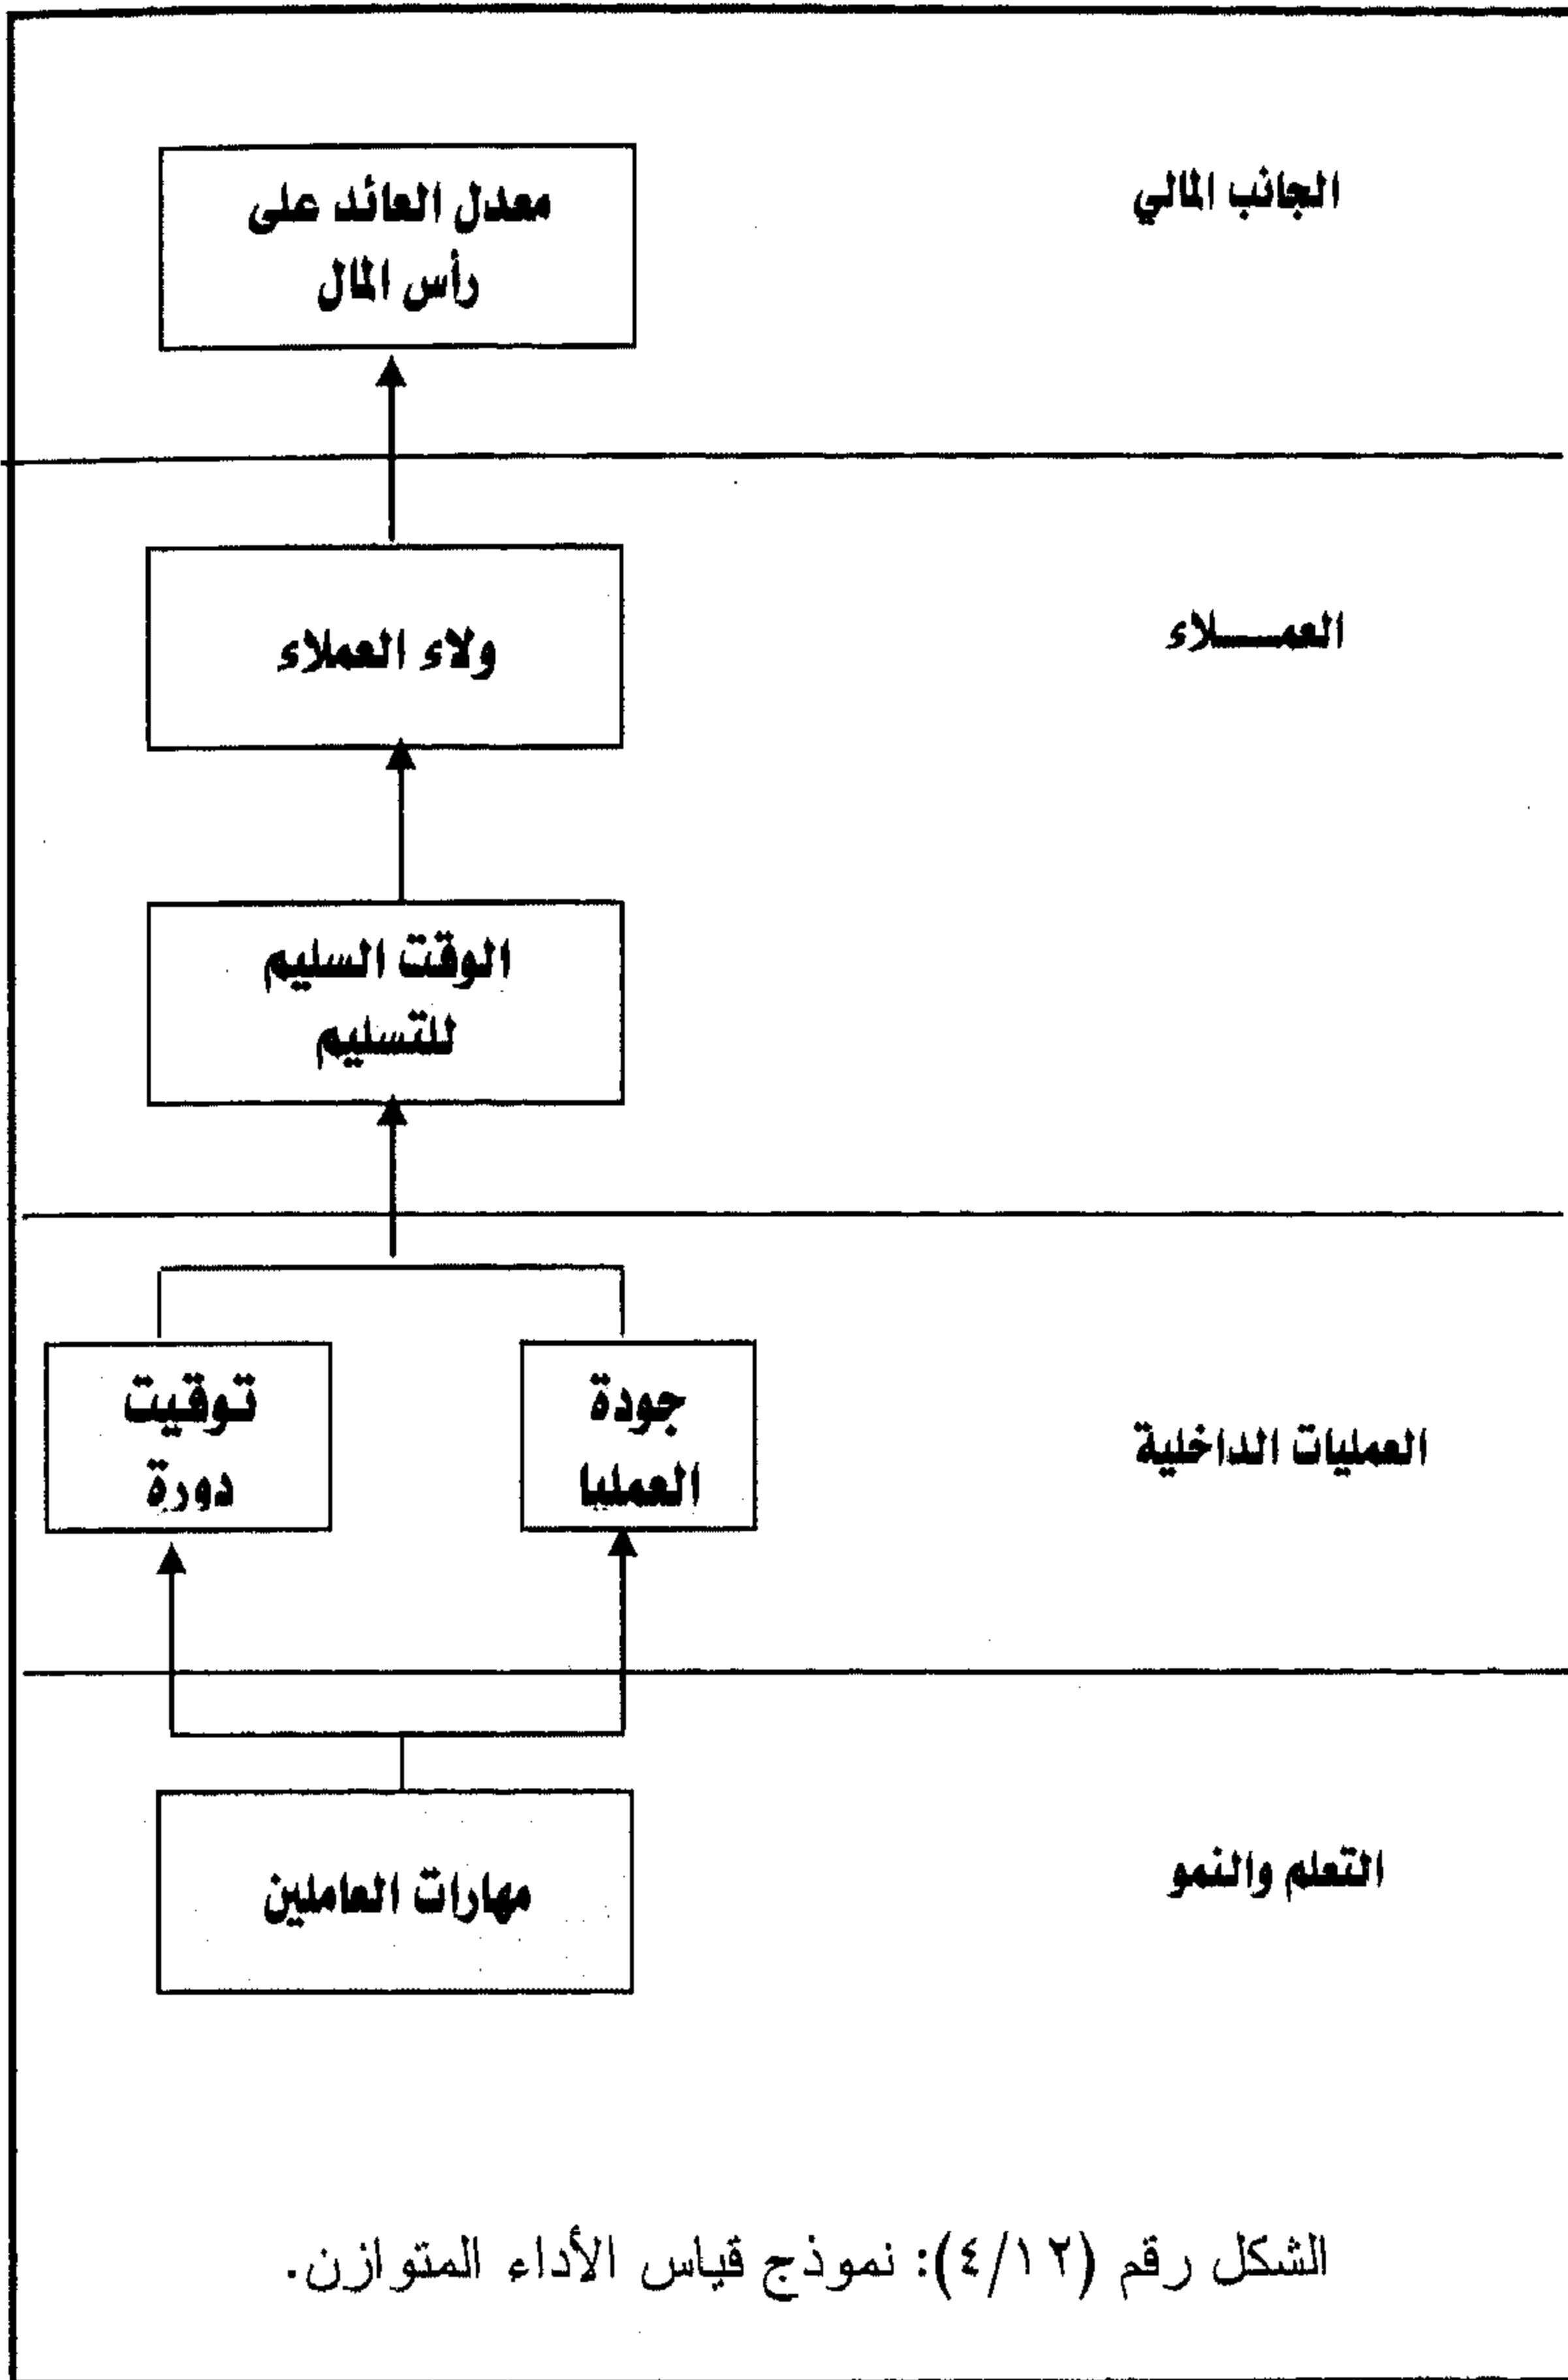 الجانب المالي
معدل العائد على
رأس المال
العمـــــلاء
ولاء العملاء
الوقت السليم
للتسليم
العمليات الداخلية
جودة
العمليا
توقيت
دورة
التعلم والنمو
مهارات العاملين
الشكل رقم (٤/١٢): نموذج قياس الأداء المتوازن.